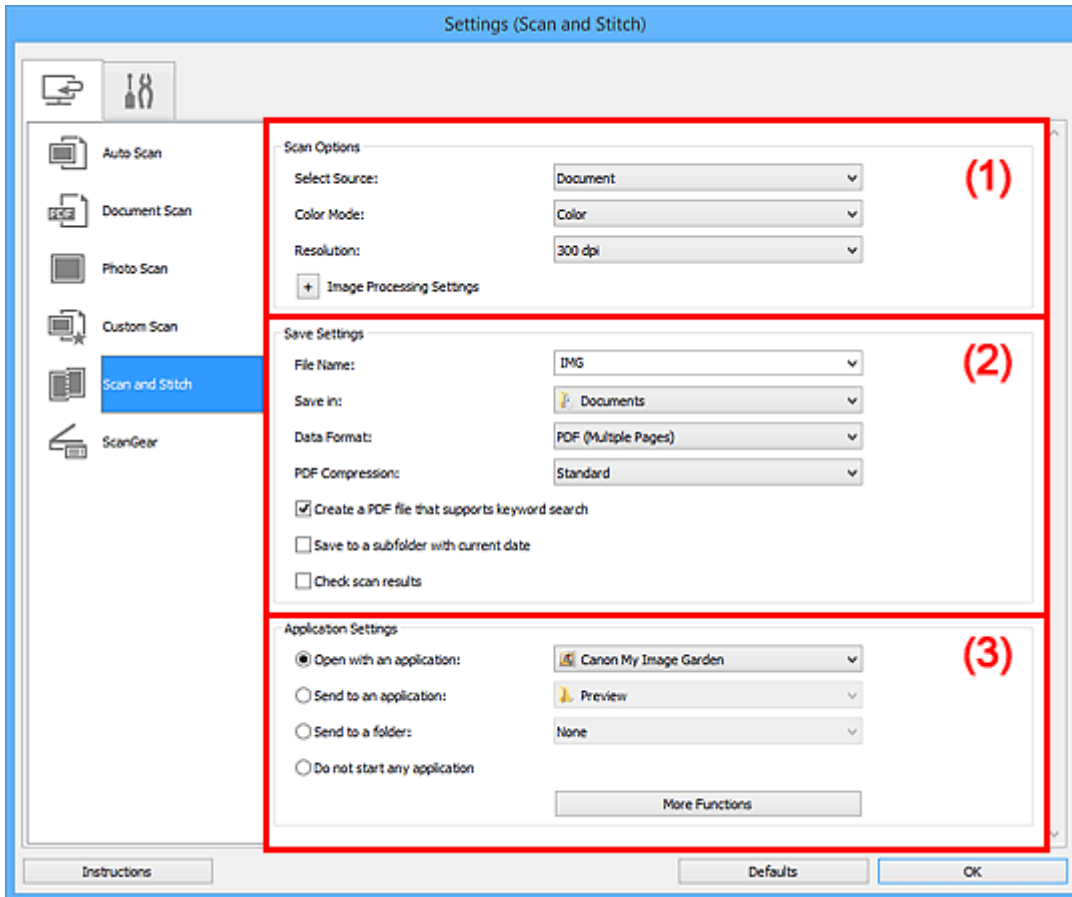 Settings (Scan and Stitch)
Auto Scan
Document Scan
Photo Scan
Custom Scan
Scan and Stitch
ScanGear
Scan Options
(1)
Select Source: Document
Color Mode: Color
Resolution: 300 dpi
+ Image Processing Settings
Save Settings
(2)
File Name: IMG
Save in: Documents
Data Format: PDF (Multiple Pages)
PDF Compression: Standard
Create a PDF file that supports keyword search
Save to a subfolder with current date
Check scan results
Application Settings
(3)
Open with an application: Canon My Image Garden
Send to an application: Preview
Send to a folder: None
Do not start any application
More Functions
Instructions Defaults OK